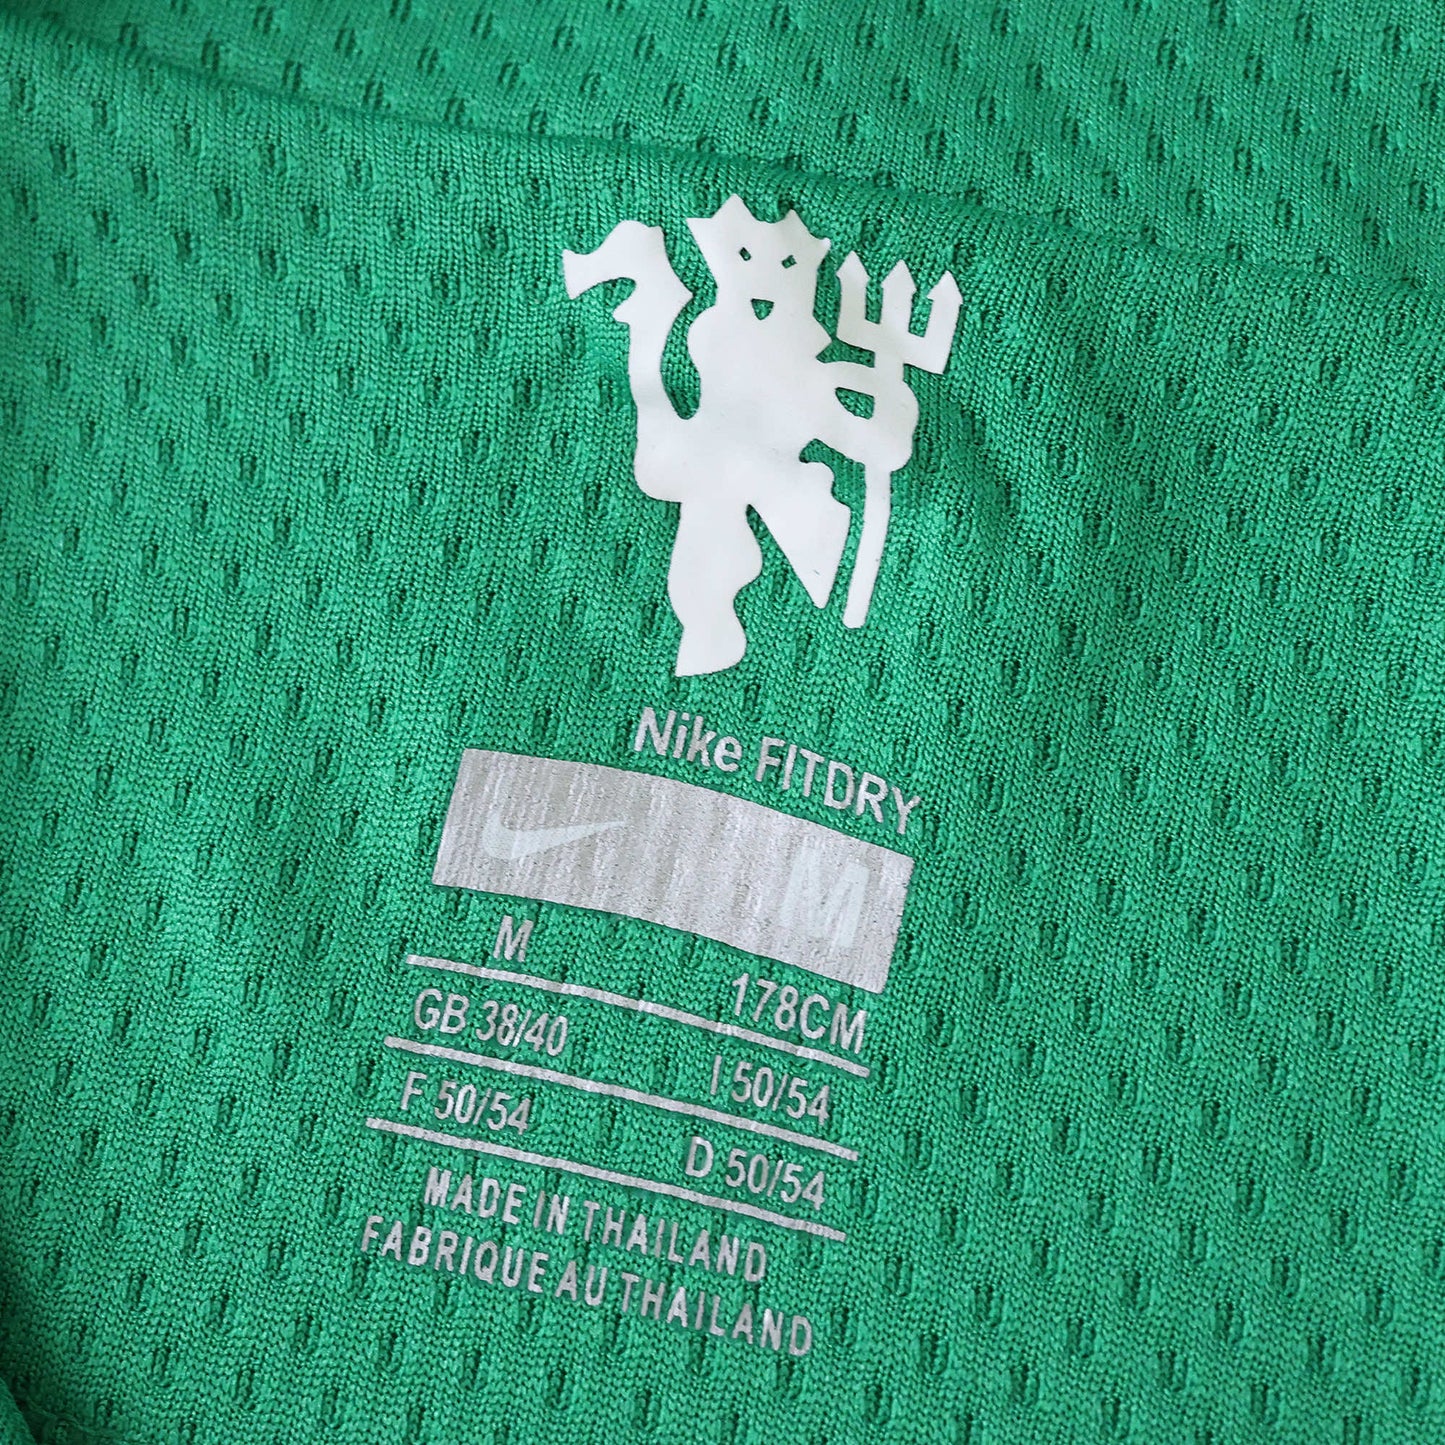 Nike FITDRY
M
M 178CM
GB 38/40 I 50/54
F 50/54 D 50/54
MADE IN THAILAND
FABRIQUE AU THAILAND